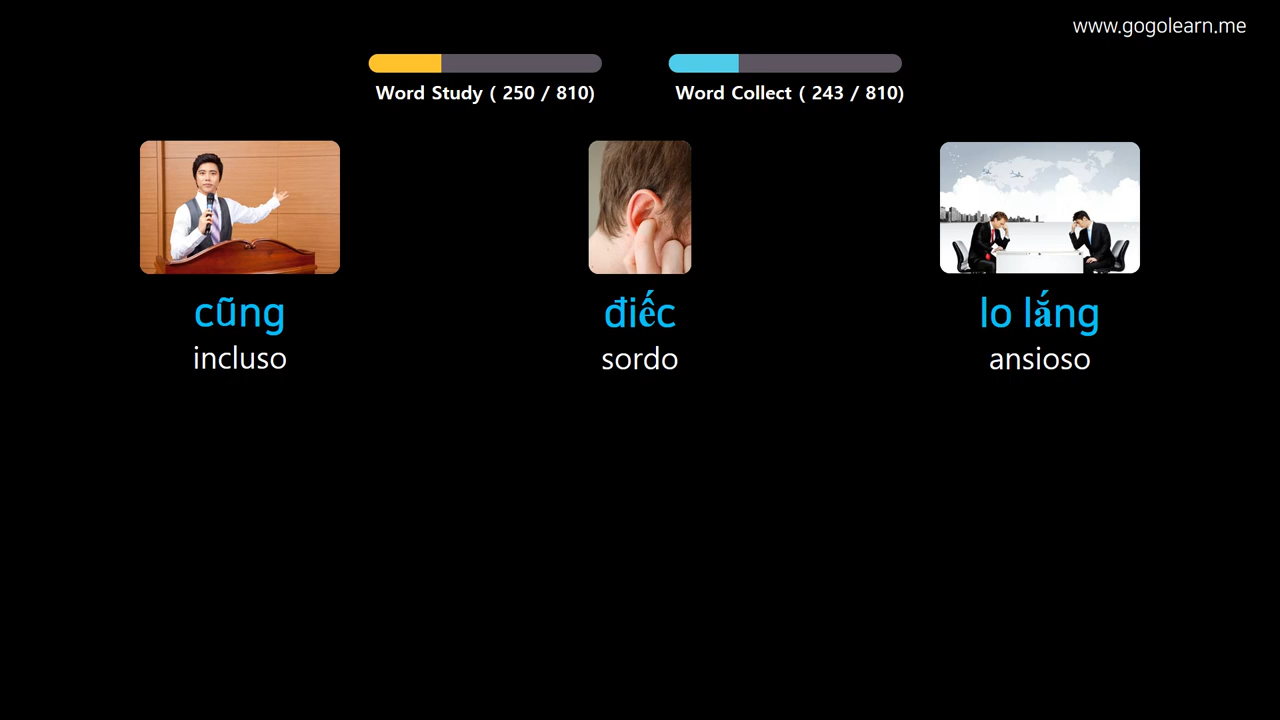 www.gogolearn.me
Word Study ( 250 / 810)
Word Collect ( 243 / 810)
cũng
incluso
điếc
sordo
lo lắng
ansioso